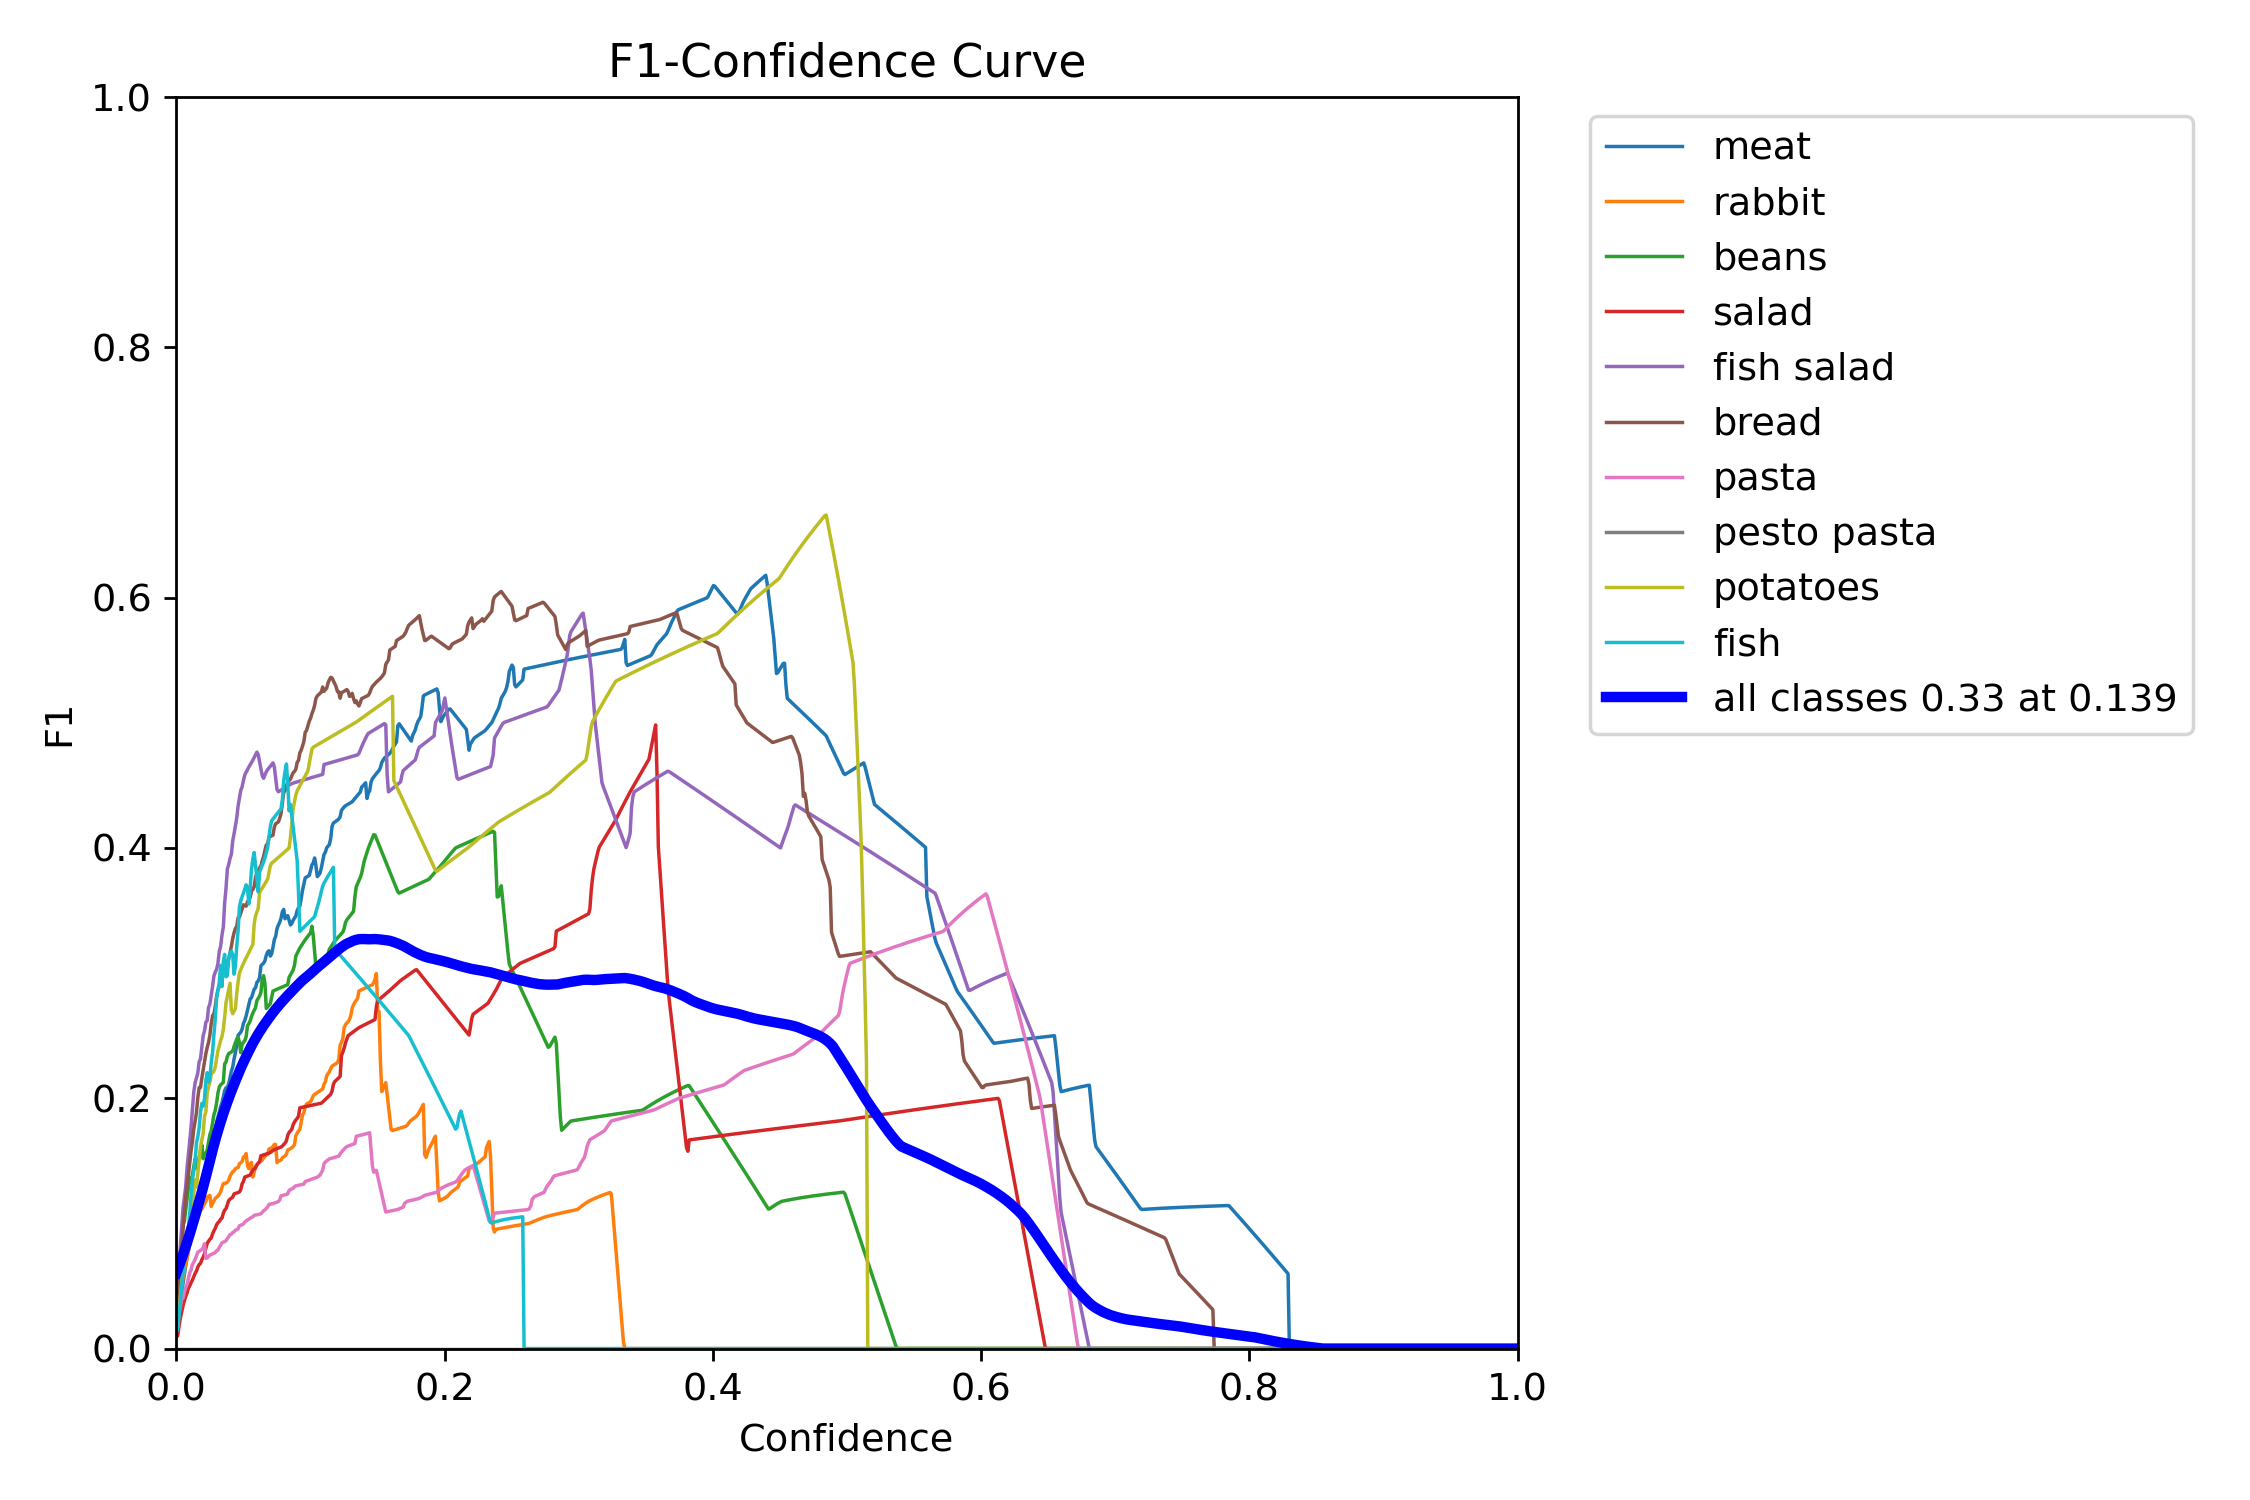 F1-Confidence Curve
1.0
0.8
0.6
0.4
0.2
0.0
F1
0.0 0.2 0.4 0.6 0.8 1.0
Confidence
meat
rabbit
beans
salad
fish salad
bread
pasta
pesto pasta
potatoes
fish
all classes 0.33 at 0.139